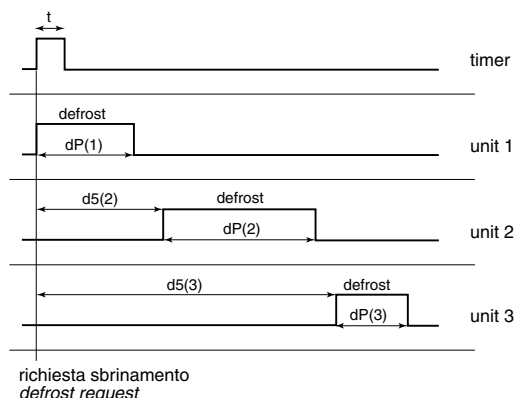 t
timer
defrost
dP(1)
unit 1
d5(2)
defrost
dP(2)
unit 2
d5(3)
defrost
dP(3)
unit 3
richiesta sbrinamento
defrost request